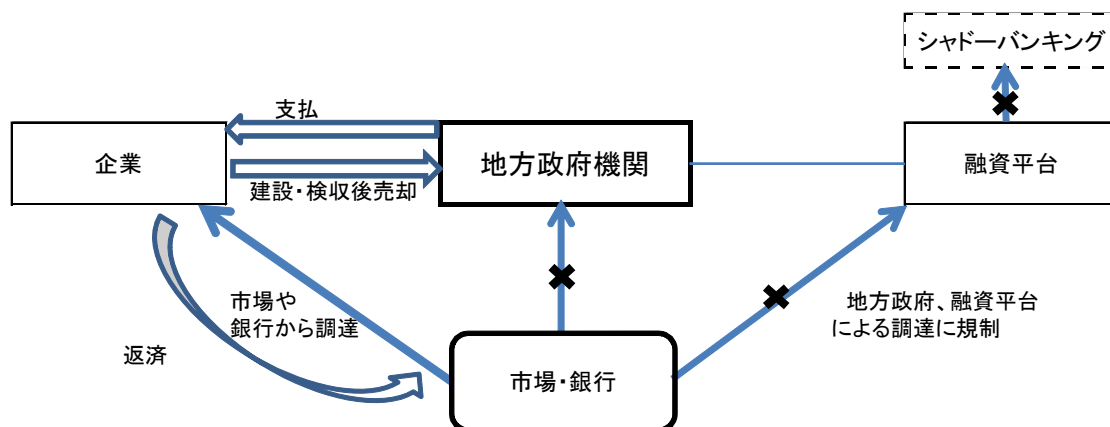 シャドーバンキング
支払
企業
地方政府機関
融資平台
建設・検収後売却
市場や
銀行から調達
地方政府、融資平台
による調達に規制
返済
市場・銀行